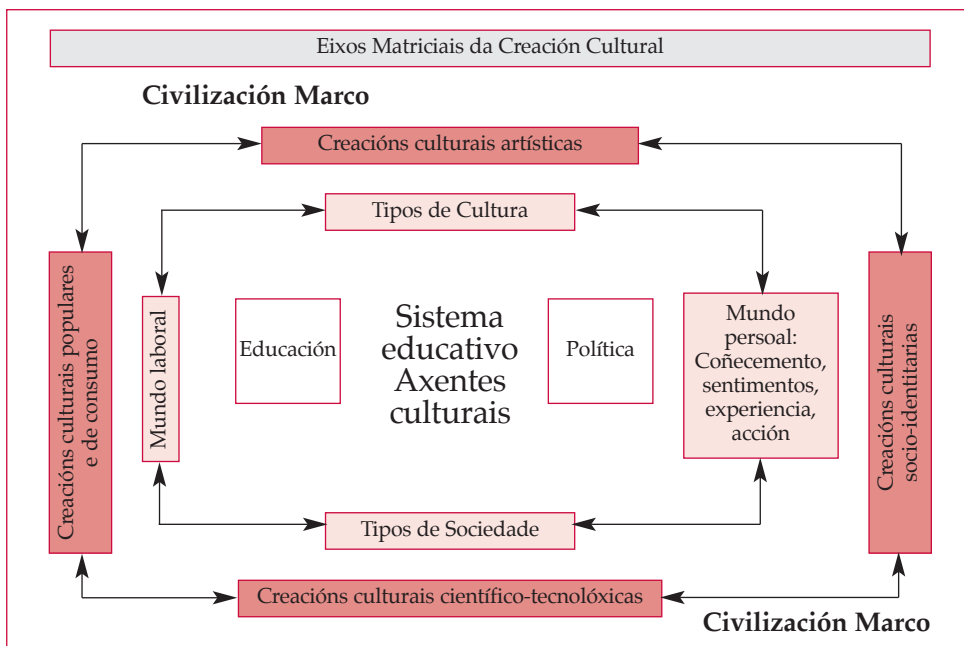 Eixos Matriciais da Creación Cultural
Civilización Marco
Creacións culturais artísticas
Tipos de Cultura
Creacións culturais populares
e de consumo
Mundo laboral
Educación
Sistema
educativo
Axentes
culturais
Política
Mundo
persoal:
Coñecemento,
sentimentos,
experiencia,
acción
Creacións culturais
socio-identitarias
Tipos de Sociedade
Creacións culturais científico-tecnolóxicas
Civilización Marco